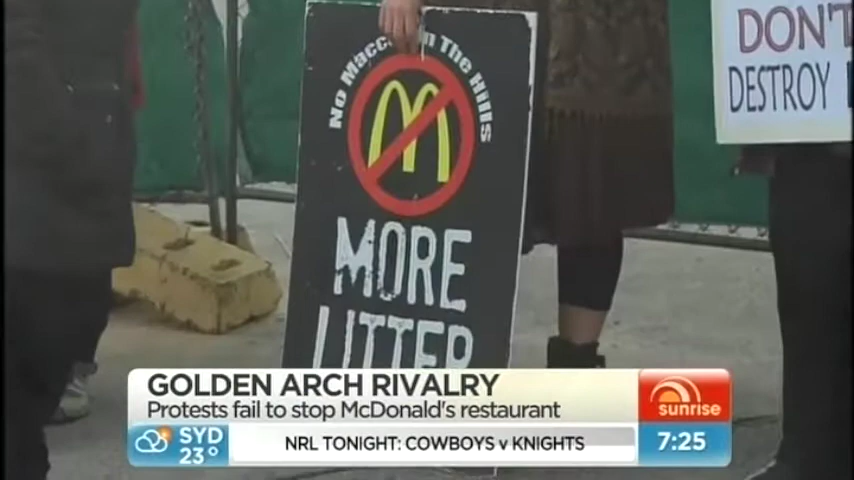 No Macca In The Hills
MORE
LITTER
DON'T
DESTROY
GOLDEN ARCH RIVALRY
Protests fail to stop McDonald's restaurant
sunrise
SYD
23°
NRL TONIGHT: COWBOYS v KNIGHTS
7:25